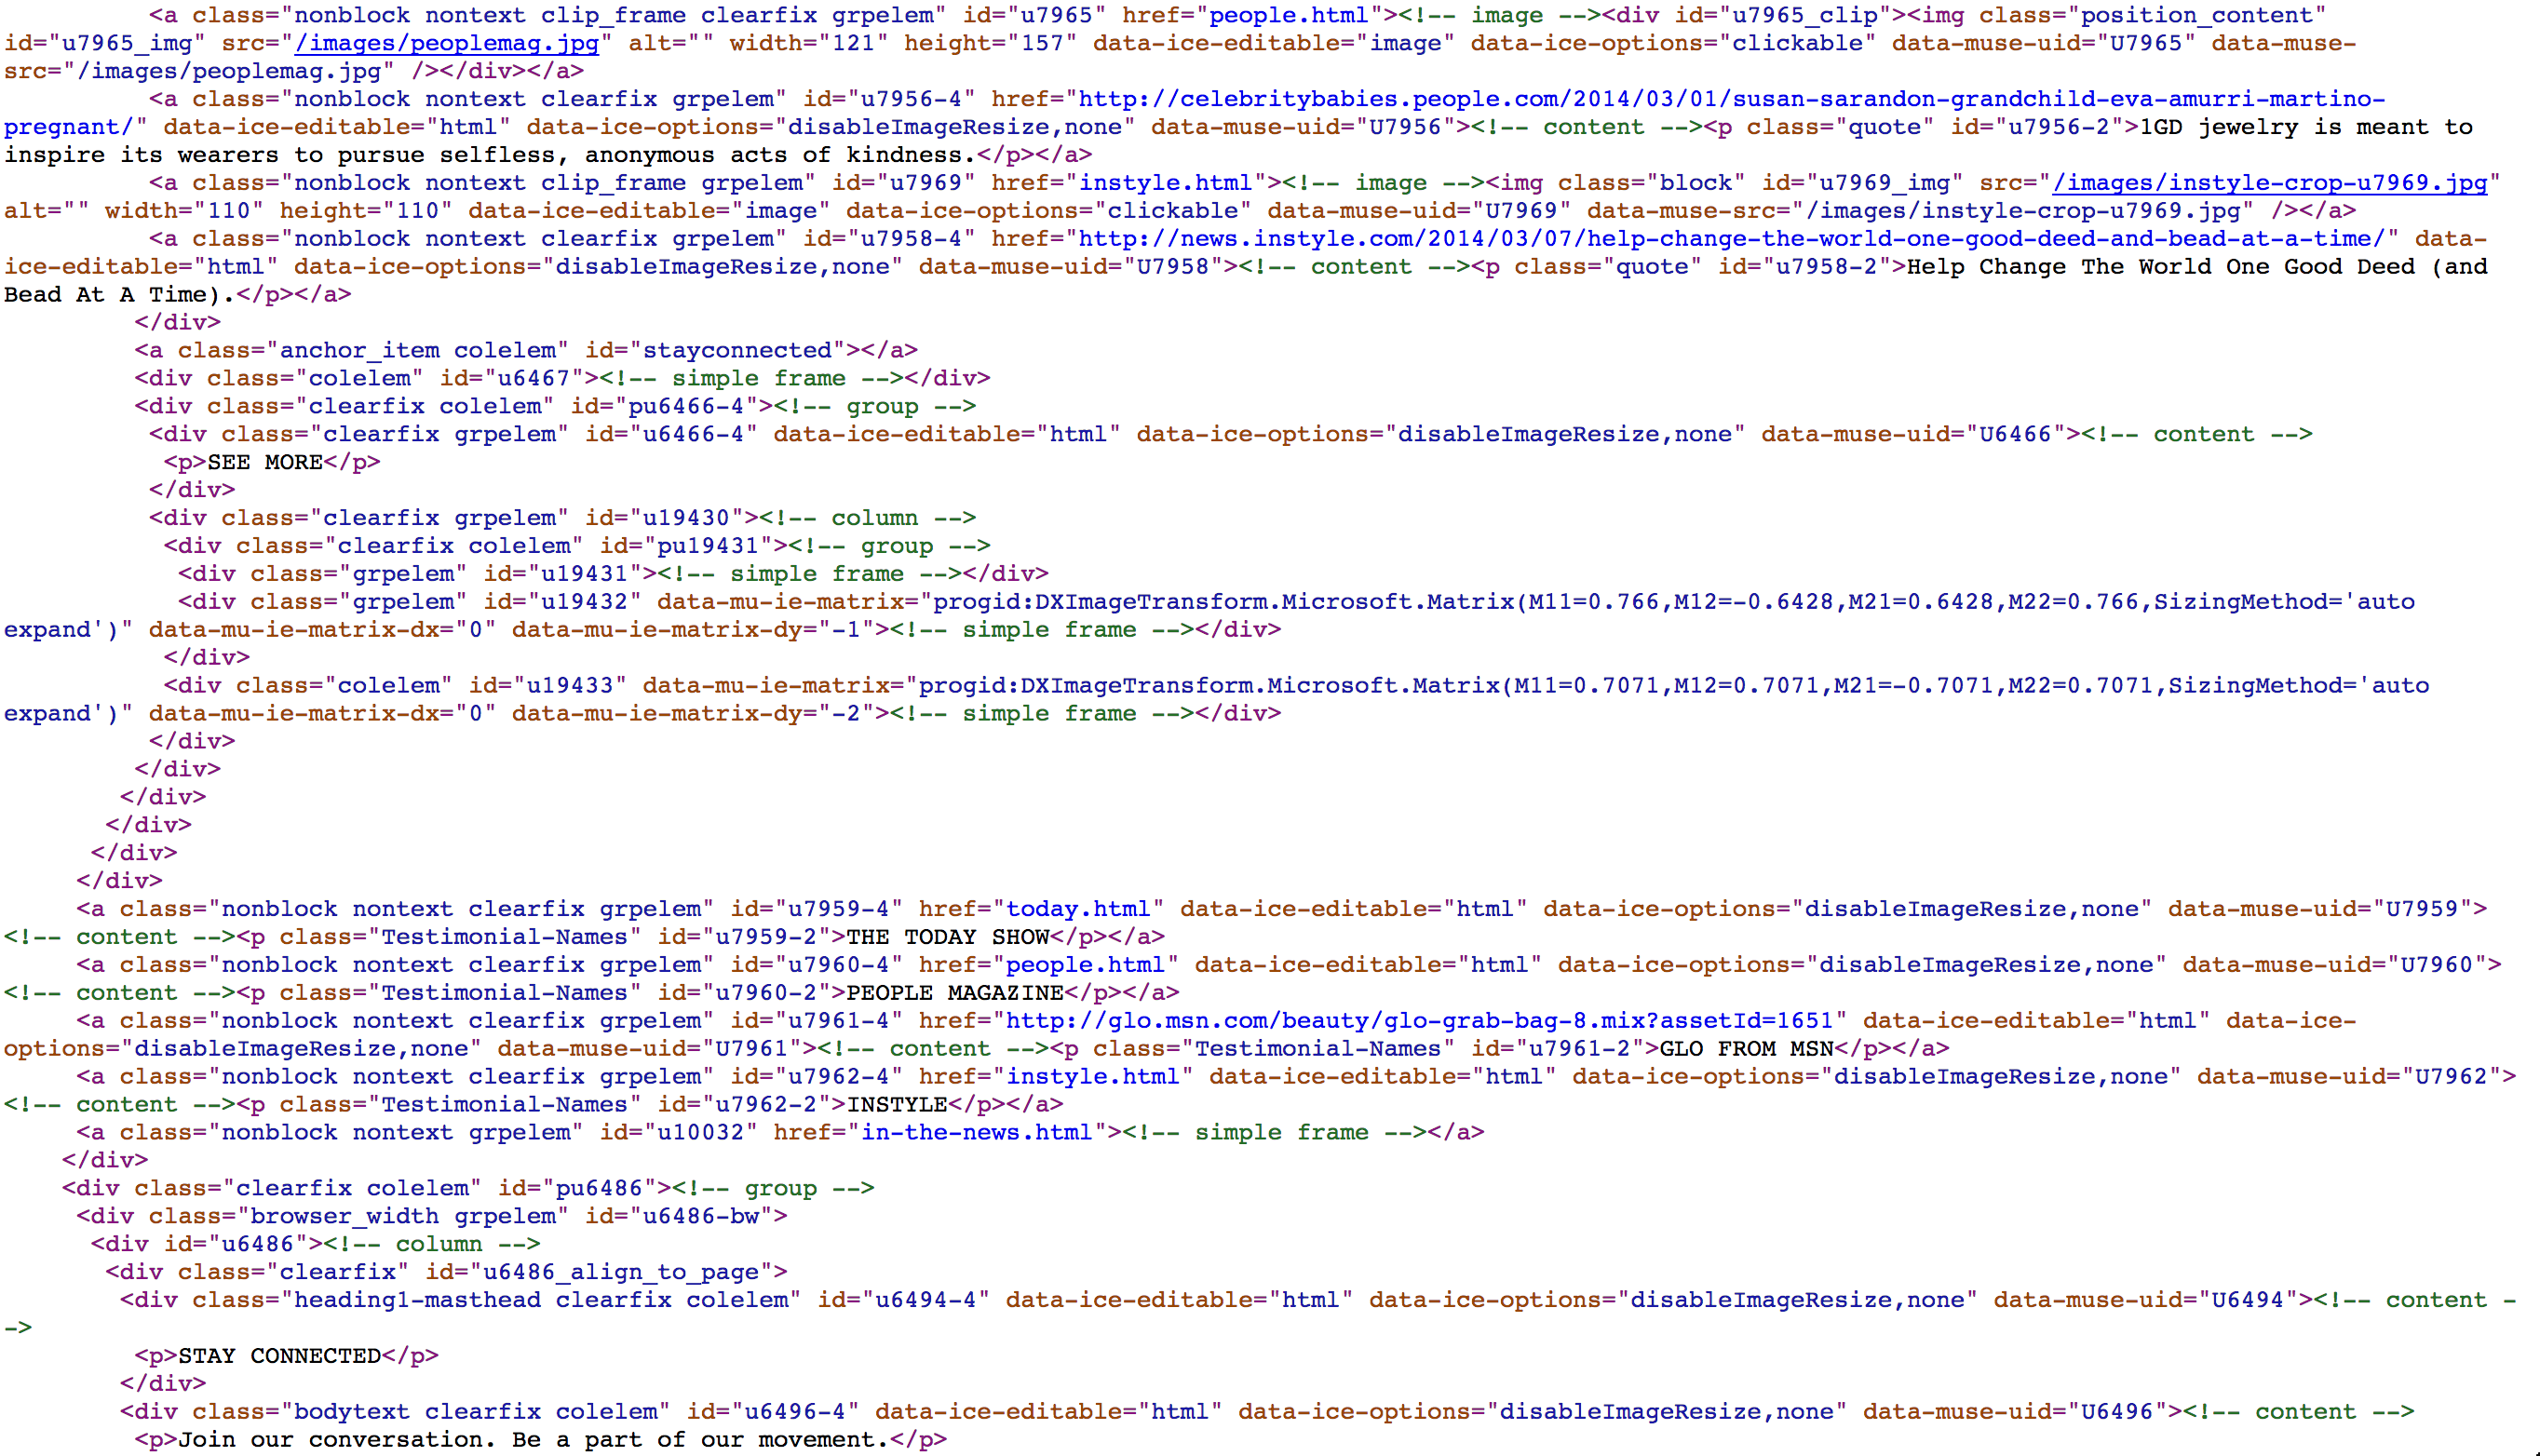 <a class="nonblock nontext clip_frame clearfix grpelem" id="u7965" href="people.html"><!-- image --><div id="u7965_clip"><img class="position_content"
id="u7965_img" src="/images/peoplemag.jpg" alt="" width="121" height="157" data-ice-editable="image" data-ice-options="clickable" data-muse-uid="U7965" data-muse-
src="/images/peoplemag.jpg" /></div></a>
<a class="nonblock nontext clearfix grpelem" id="u7956-4" href="http://celebritybabies.people.com/2014/03/01/susan-sarandon-grandchild-eva-amurri-martino-
pregnant/" data-ice-editable="html" data-ice-options="disableImageResize,none" data-muse-uid="U7956"><!-- content --><p class="quote" id="u7956-2">1GD jewelry is meant to
inspire its wearers to pursue selfless, anonymous acts of kindness.</p></a>
<a class="nonblock nontext clip_frame grpelem" id="u7969" href="instyle.html"><!-- image --><img class="block" id="u7969_img" src="/images/instyle-crop-u7969.jpg"
alt="" width="110" height="110" data-ice-editable="image" data-ice-options="clickable" data-muse-uid="U7969" data-muse-src="/images/instyle-crop-u7969.jpg" /></a>
<a class="nonblock nontext clearfix grpelem" id="u7958-4" href="http://news.instyle.com/2014/03/07/help-change-the-world-one-good-deed-and-bead-at-a-time/" data-
ice-editable="html" data-ice-options="disableImageResize,none" data-muse-uid="U7958"><!-- content --><p class="quote" id="u7958-2">Help Change The World One Good Deed (and
Bead At A Time).</p></a>
</div>
<a class="anchor_item colelem" id="stayconnected"></a>
<div class="colelem" id="u6467"><!-- simple frame --></div>
<div class="clearfix colelem" id="pu6466-4"><!-- group -->
<div class="clearfix grpelem" id="u6466-4" data-ice-editable="html" data-ice-options="disableImageResize,none" data-muse-uid="U6466"><!-- content -->
<p>SEE MORE</p>
</div>
<div class="clearfix grpelem" id="u19430"><!-- column -->
<div class="clearfix colelem" id="pu19431"><!-- group -->
<div class="grpelem" id="u19431"><!-- simple frame --></div>
<div class="grpelem" id="u19432" data-mu-ie-matrix="progid:DXImageTransform.Microsoft.Matrix(M11=0.766,M12=-0.6428,M21=0.6428,M22=0.766,SizingMethod='auto
expand')" data-mu-ie-matrix-dx="0" data-mu-ie-matrix-dy="-1"><!-- simple frame --></div>
</div>
<div class="colelem" id="u19433" data-mu-ie-matrix="progid:DXImageTransform.Microsoft.Matrix(M11=0.7071,M12=0.7071,M21=-0.7071,M22=0.7071,SizingMethod='auto
expand')" data-mu-ie-matrix-dx="0" data-mu-ie-matrix-dy="-2"><!-- simple frame --></div>
</div>
</div>
</div>
</div>
</div>
</div>
<a class="nonblock nontext clearfix grpelem" id="u7959-4" href="today.html" data-ice-editable="html" data-ice-options="disableImageResize,none" data-muse-uid="U7959">
<!-- content --><p class="Testimonial-Names" id="u7959-2">THE TODAY SHOW</p></a>
<a class="nonblock nontext clearfix grpelem" id="u7960-4" href="people.html" data-ice-editable="html" data-ice-options="disableImageResize,none" data-muse-uid="U7960">
<!-- content --><p class="Testimonial-Names" id="u7960-2">PEOPLE MAGAZINE</p></a>
<a class="nonblock nontext clearfix grpelem" id="u7961-4" href="http://glo.msn.com/beauty/glo-grab-bag-8.mix?assetId=1651" data-ice-editable="html" data-ice-
options="disableImageResize,none" data-muse-uid="U7961"><!-- content --><p class="Testimonial-Names" id="u7961-2">GLO FROM MSN</p></a>
<a class="nonblock nontext clearfix grpelem" id="u7962-4" href="instyle.html" data-ice-editable="html" data-ice-options="disableImageResize,none" data-muse-uid="U7962">
<!-- content --><p class="Testimonial-Names" id="u7962-2">INSTYLE</p></a>
<a class="nonblock nontext grpelem" id="u10032" href="in-the-news.html"><!-- simple frame --></a>
</div>
<div class="clearfix colelem" id="pu6486"><!-- group -->
<div class="browser_width grpelem" id="u6486-bw">
<div id="u6486"><!-- column -->
<div class="clearfix" id="u6486_align_to_page">
<div class="heading1-masthead clearfix colelem" id="u6494-4" data-ice-editable="html" data-ice-options="disableImageResize,none" data-muse-uid="U6494"><!-- content -
->
<p>STAY CONNECTED</p>
</div>
<div class="bodytext clearfix colelem" id="u6496-4" data-ice-editable="html" data-ice-options="disableImageResize,none" data-muse-uid="U6496"><!-- content -->
<p>Join our conversation. Be a part of our movement.</p>